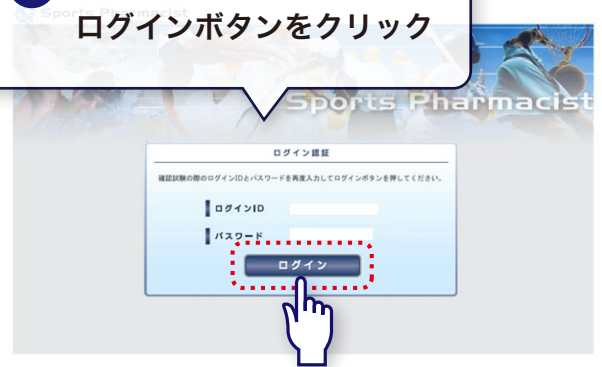 Sports Pharmacist
ログインボタンをクリック
Sports Pharmacist
ログイン認証
確認試験の際のログインIDとパスワードを再度入力してログインボタンを押してください。
ログインID
パスワード
ログイン